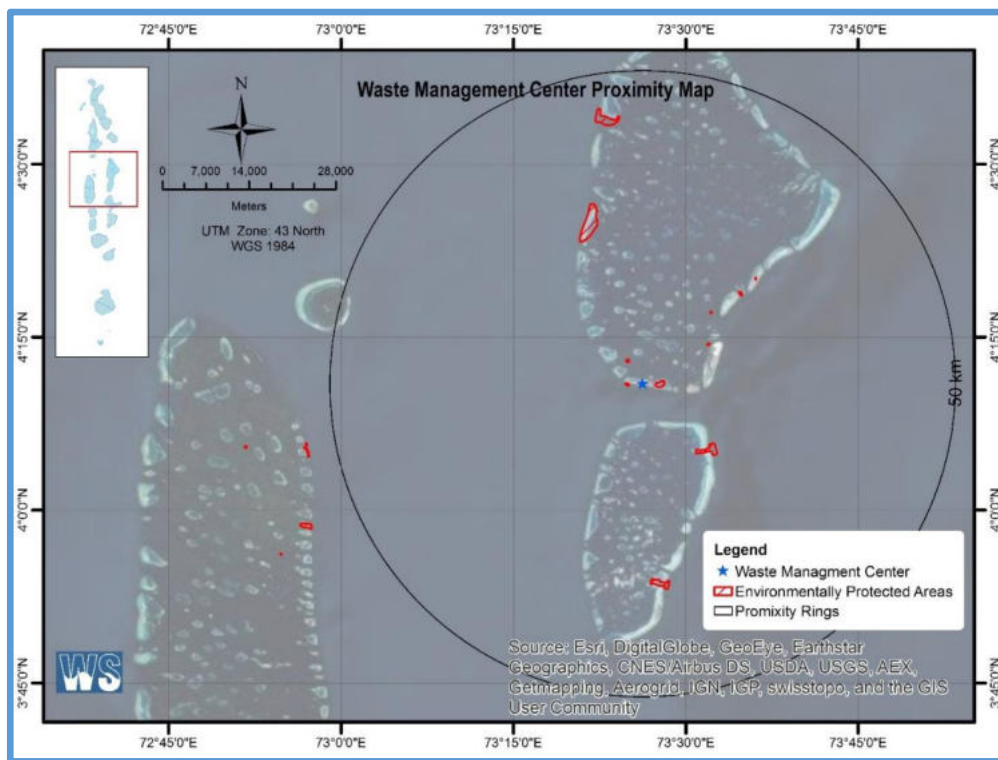 72°45'0"E 73°0'0"E 73°15'0"E 73°30'0"E 73°45'0"E
Waste Management Center Proximity Map
N
0 7,000 14,000 28,000
Meters
UTM Zone: 43 North
WGS 1984
4°30'0"N 4°30'0"N
4°15'0"N 4°15'0"N
50 km
4°0'0"N 4°0'0"N
Legend
Waste Managment Center
Environmentally Protected Areas
Promixity Rings
WS
Source: Esri, DigitalGlobe, GeoEye, Earthstar
Geographics, CNES/Airbus DS, USDA, USGS, AEX,
Getmapping, Aerogrid, IGN, IGP, swisstopo, and the GIS
User Community
3°45'0"N 3°45'0"N
72°45'0"E 73°0'0"E 73°15'0"E 73°30'0"E 73°45'0"E